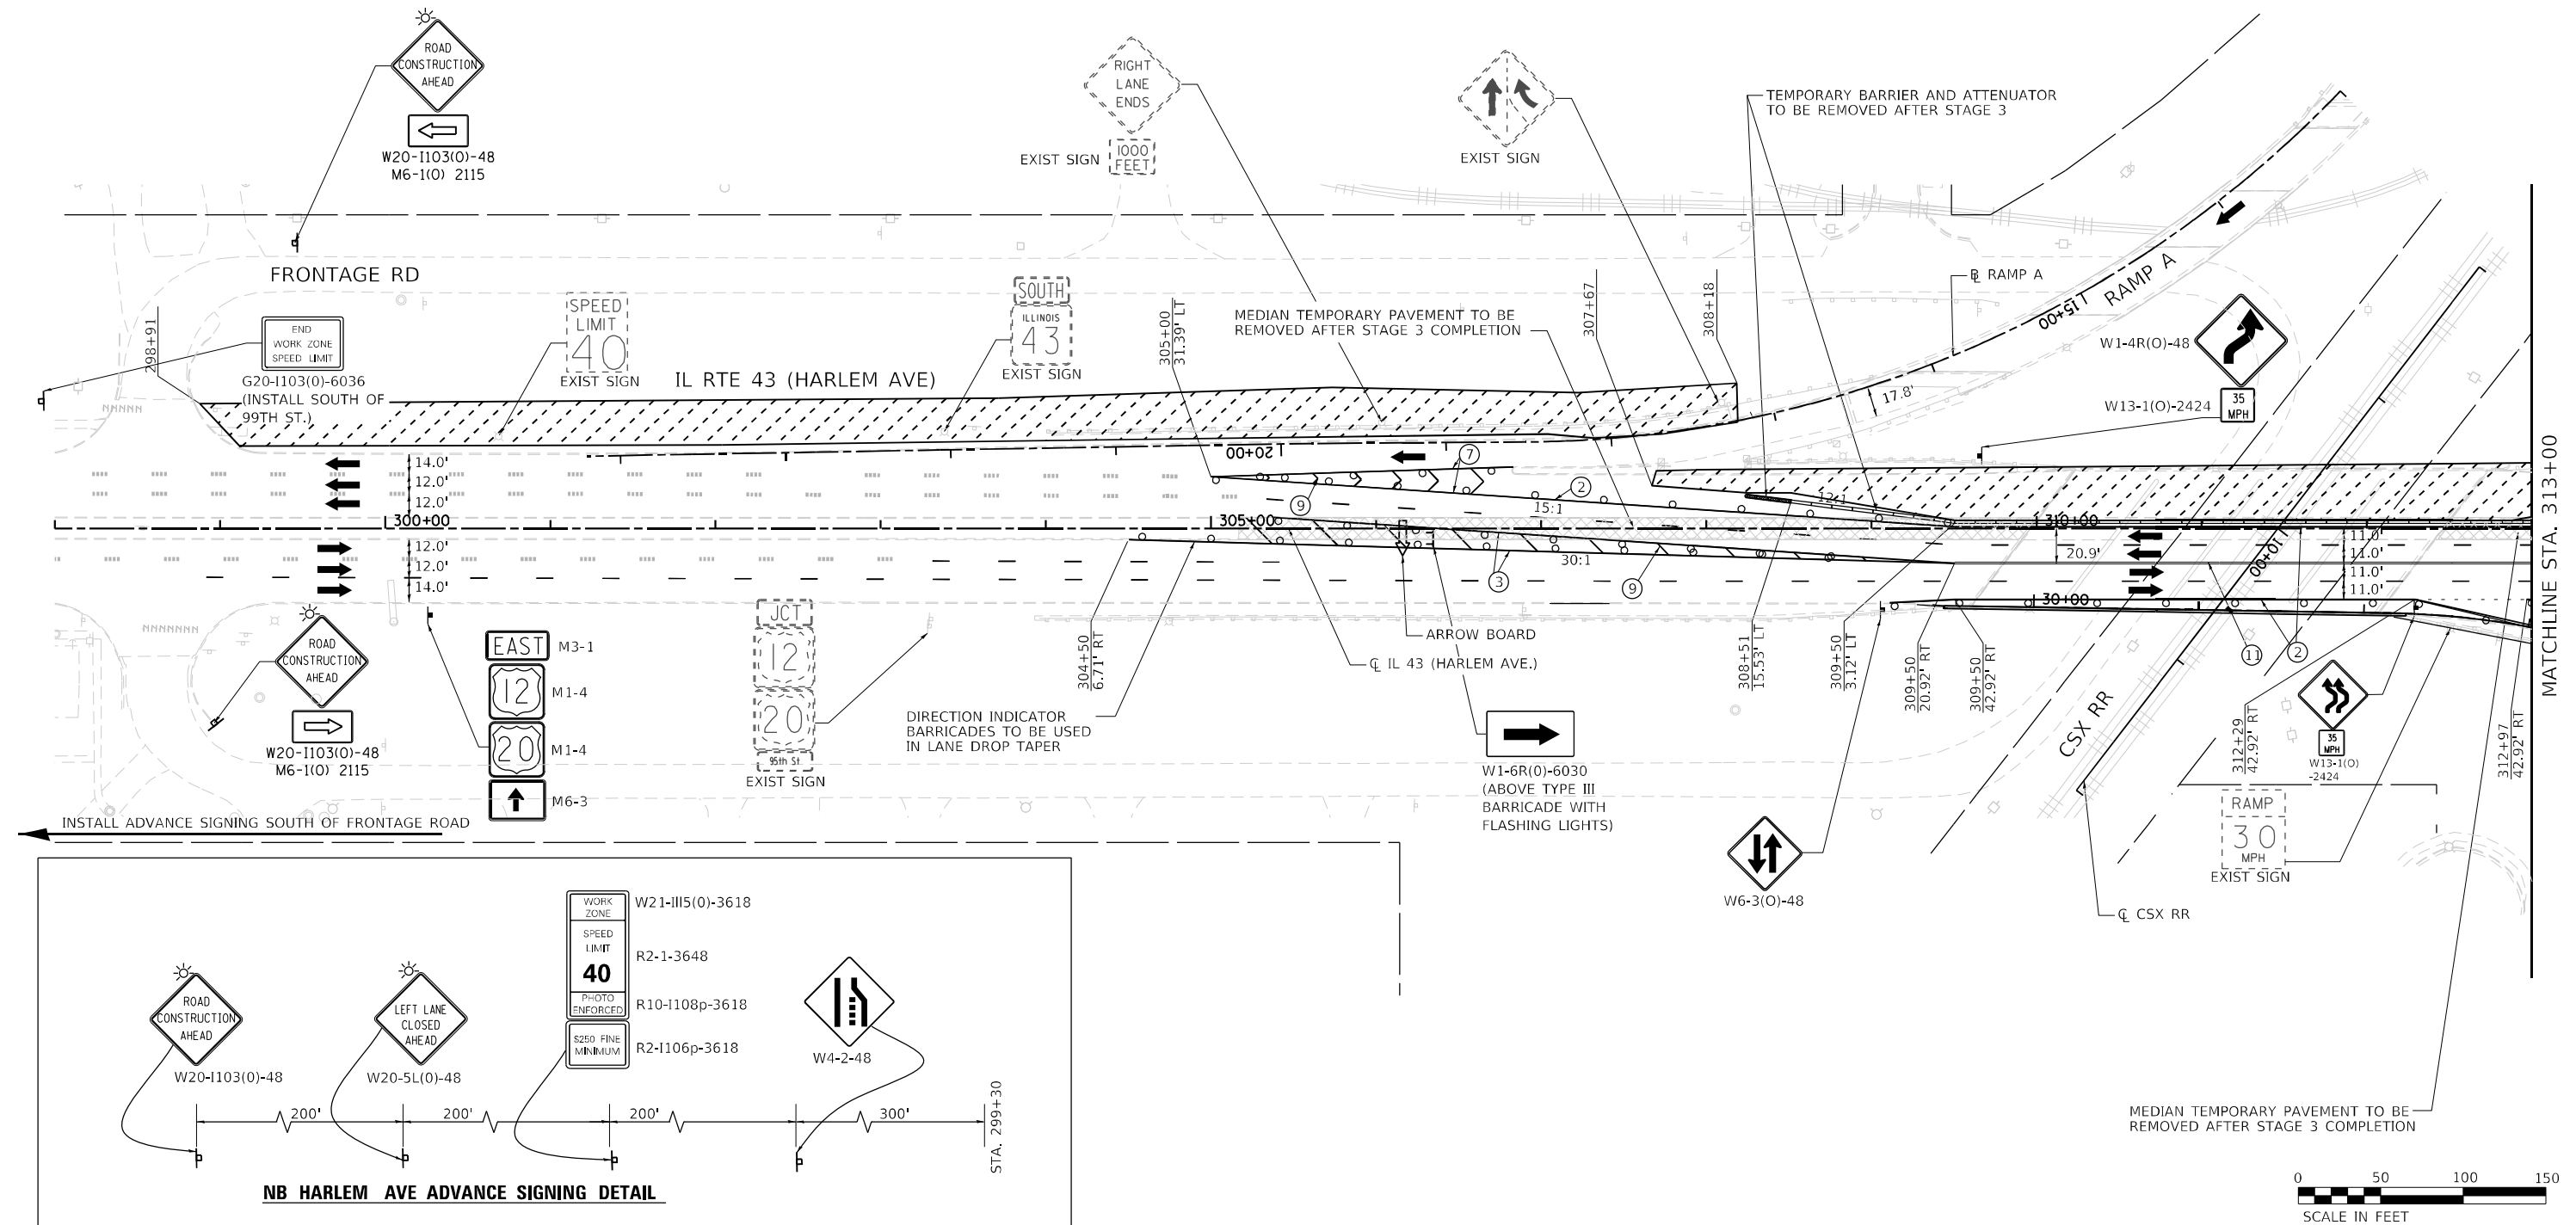 ROAD
CONSTRUCTION
AHEAD
W20-I103(O)-48
M6-1(O) 2115
RIGHT
LANE
ENDS
EXIST SIGN
1000
FEET
EXIST SIGN
TEMPORARY BARRIER AND ATTENUATOR
TO BE REMOVED AFTER STAGE 3
FRONTAGE RD
298+91
END
WORK ZONE
SPEED LIMIT
G20-I103(0)-6036
(INSTALL SOUTH OF
99TH ST.)
SPEED
LIMIT
40
EXIST SIGN
IL RTE 43 (HARLEM AVE)
SOUTH
ILLINOIS
43
EXIST SIGN
305+00
31.39' LT
MEDIAN TEMPORARY PAVEMENT TO BE
REMOVED AFTER STAGE 3 COMPLETION
307+67
308+18
℄ RAMP A
RAMP A
15+00
17.8'
W1-4R(O)-48
W13-1(O)-2424
35
MPH
MATCHLINE STA. 313+00
14.0'
12.0'
12.0'
300+00
12.0'
12.0'
14.0'
20+00
7
9
2
15:1
12:1
305+00
310+00
20.9'
10+00
11.0'
11.0'
11.0'
11.0'
3
30:1
9
30+00
11
2
ROAD
CONSTRUCTION
AHEAD
W20-I103(0)-48
M6-1(0) 2115
EAST
M3-1
12
M1-4
20
M1-4
M6-3
JCT
12
20
95th St
EXIST SIGN
304+50
6.71' RT
DIRECTION INDICATOR
BARRICADES TO BE USED
IN LANE DROP TAPER
ARROW BOARD
℄ IL 43 (HARLEM AVE.)
W1-6R(0)-6030
(ABOVE TYPE III
BARRICADE WITH
FLASHING LIGHTS)
308+51
15.53' LT
309+50
3.12' LT
309+50
20.92' RT
309+50
42.92' RT
CSX RR
312+29
42.92' RT
35
MPH
W13-1(O)
-2424
312+97
42.92' RT
RAMP
30
MPH
EXIST SIGN
W6-3(O)-48
℄ CSX RR
INSTALL ADVANCE SIGNING SOUTH OF FRONTAGE ROAD
ROAD
CONSTRUCTION
AHEAD
W20-I103(0)-48
LEFT LANE
CLOSED
AHEAD
W20-5L(0)-48
WORK
ZONE
W21-III5(0)-3618
SPEED
LIMIT
40
R2-1-3648
PHOTO
ENFORCED
R10-I108p-3618
$250 FINE
MINIMUM
R2-I106p-3618
W4-2-48
200'
200'
200'
300'
STA. 299+30
NB HARLEM AVE ADVANCE SIGNING DETAIL
MEDIAN TEMPORARY PAVEMENT TO BE
REMOVED AFTER STAGE 3 COMPLETION
0 50 100 150
SCALE IN FEET